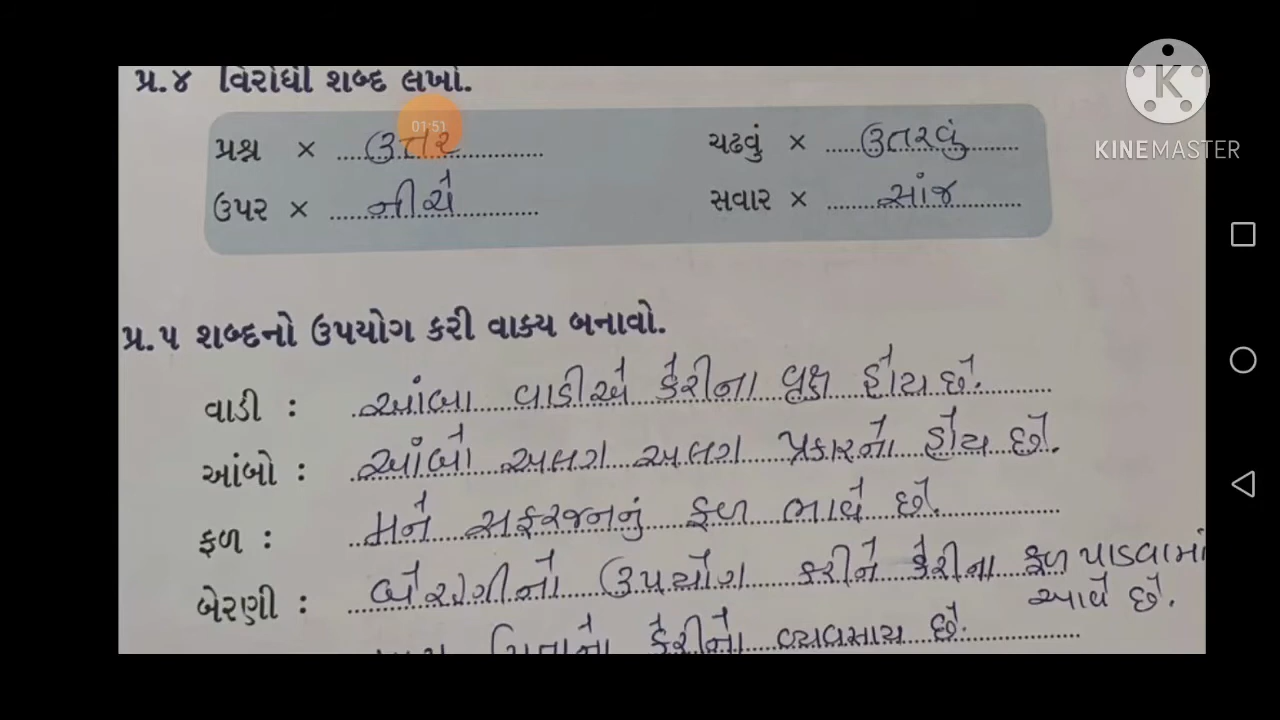 પ્ર.૪ વિરોધી શબ્દ લખો.
પ્રશ્ન × ઉત્તર ચઢવું × ઉતરવું
ઉપર × નીચે સવાર × સાંજ
પ્ર.૫ શબ્દનો ઉપયોગ કરી વાક્ય બનાવો.
વાડી : આંબા વાડીએ કેરીના વૃક્ષ હોય છે.
આંબો : આંબો અલગ અલગ પ્રકારનો હોય છે.
ફળ : મને સફરજનનું ફળ ભાવે છે.
બેરણી : બેરણીનો ઉપયોગ કરીને કેરીના ફળ પાડવામાં
આવે છે.
કેરીનો વ્યવસાય છે.
01:51
KINEMASTER